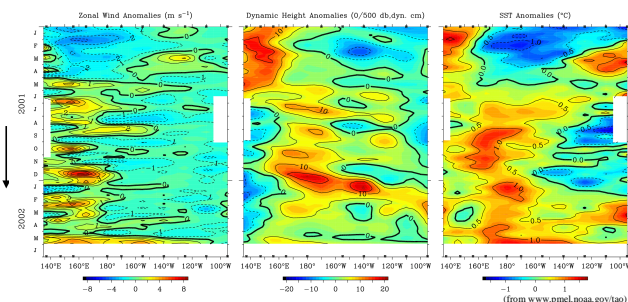 Zonal Wind Anomalies (m s⁻¹)
Dynamic Height Anomalies (0/500 db,dyn. cm)
SST Anomalies (°C)
J
F
M
A
M
J
J
A
S
O
N
D
J
F
M
A
M
J
2001
2002
140°E 160°E 180° 160°W 140°W 120°W 100°W
140°E 160°E 180° 160°W 140°W 120°W 100°W
140°E 160°E 180° 160°W 140°W 120°W 100°W
−8 −4 0 4 8
−20 −10 0 10 20
−1 0 1
(from www.pmel.noaa.gov/tao)